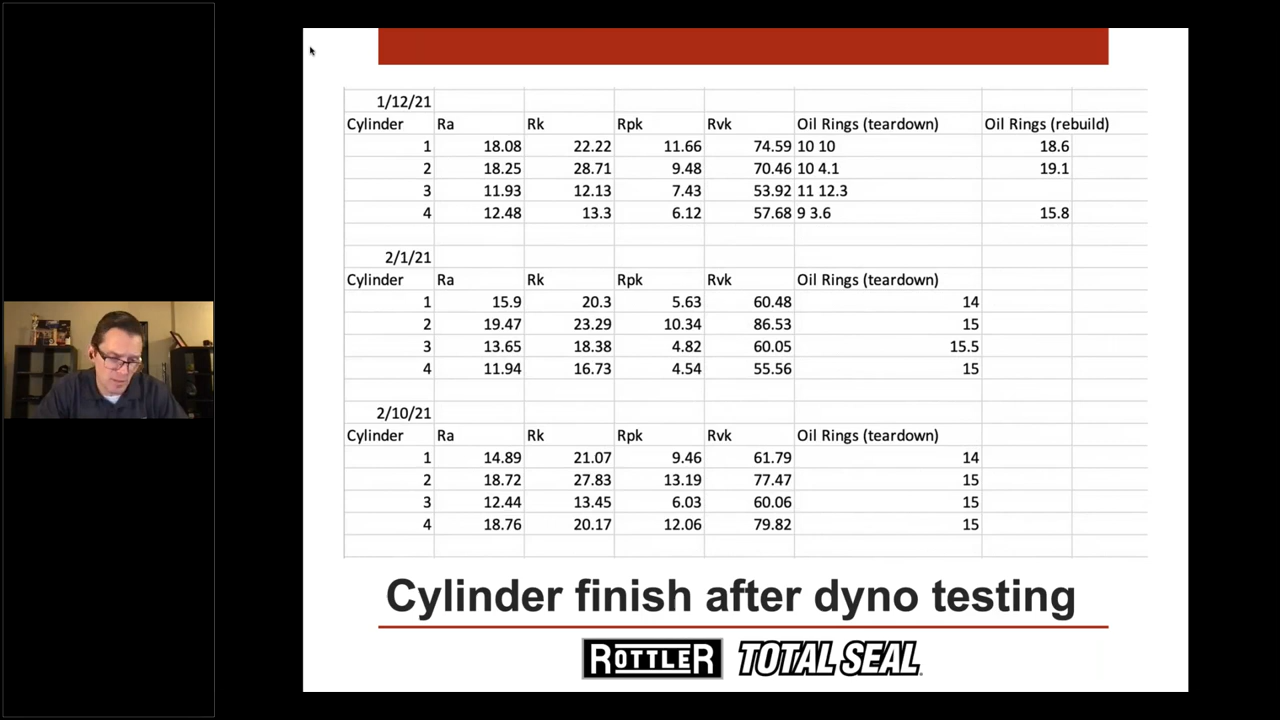 1/12/21
Cylinder Ra Rk Rpk Rvk Oil Rings (teardown) Oil Rings (rebuild)
1 18.08 22.22 11.66 74.59 10 10 18.6
2 18.25 28.71 9.48 70.46 10 4.1 19.1
3 11.93 12.13 7.43 53.92 11 12.3
4 12.48 13.3 6.12 57.68 9 3.6 15.8
2/1/21
Cylinder Ra Rk Rpk Rvk Oil Rings (teardown)
1 15.9 20.3 5.63 60.48 14
2 19.47 23.29 10.34 86.53 15
3 13.65 18.38 4.82 60.05 15.5
4 11.94 16.73 4.54 55.56 15
2/10/21
Cylinder Ra Rk Rpk Rvk Oil Rings (teardown)
1 14.89 21.07 9.46 61.79 14
2 18.72 27.83 13.19 77.47 15
3 12.44 13.45 6.03 60.06 15
4 18.76 20.17 12.06 79.82 15
Cylinder finish after dyno testing
ROTTLER TOTAL SEAL